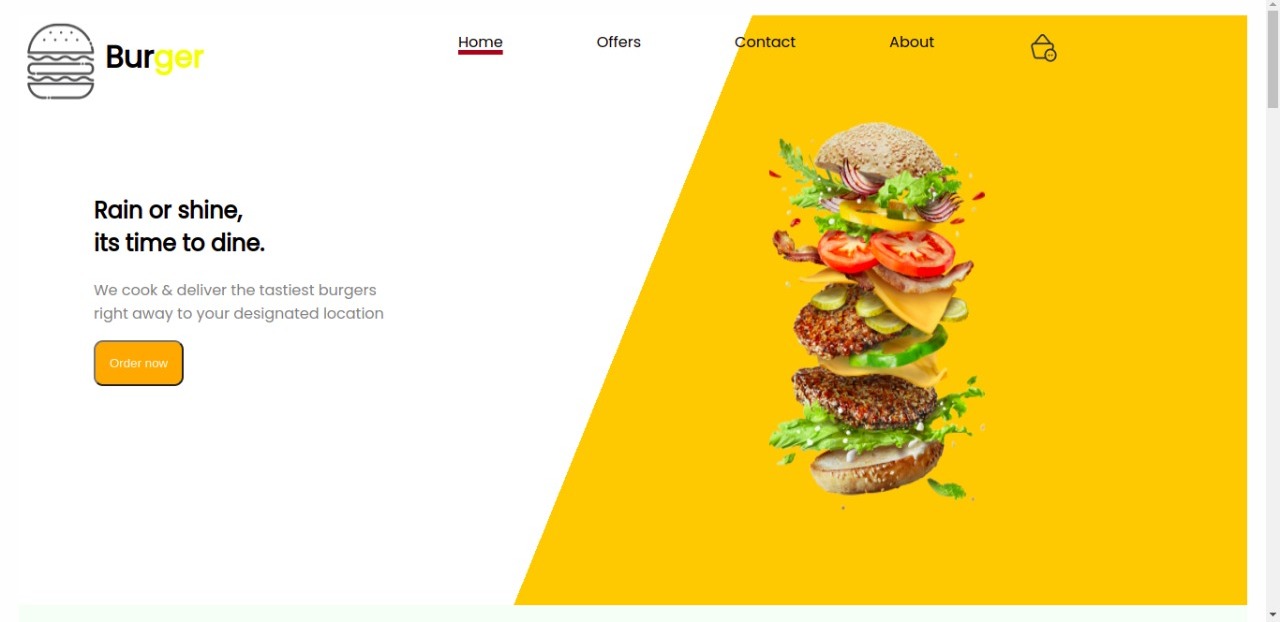 Burger
Home Offers Contact About
Rain or shine,
its time to dine.
We cook & deliver the tastiest burgers
right away to your designated location
Order now